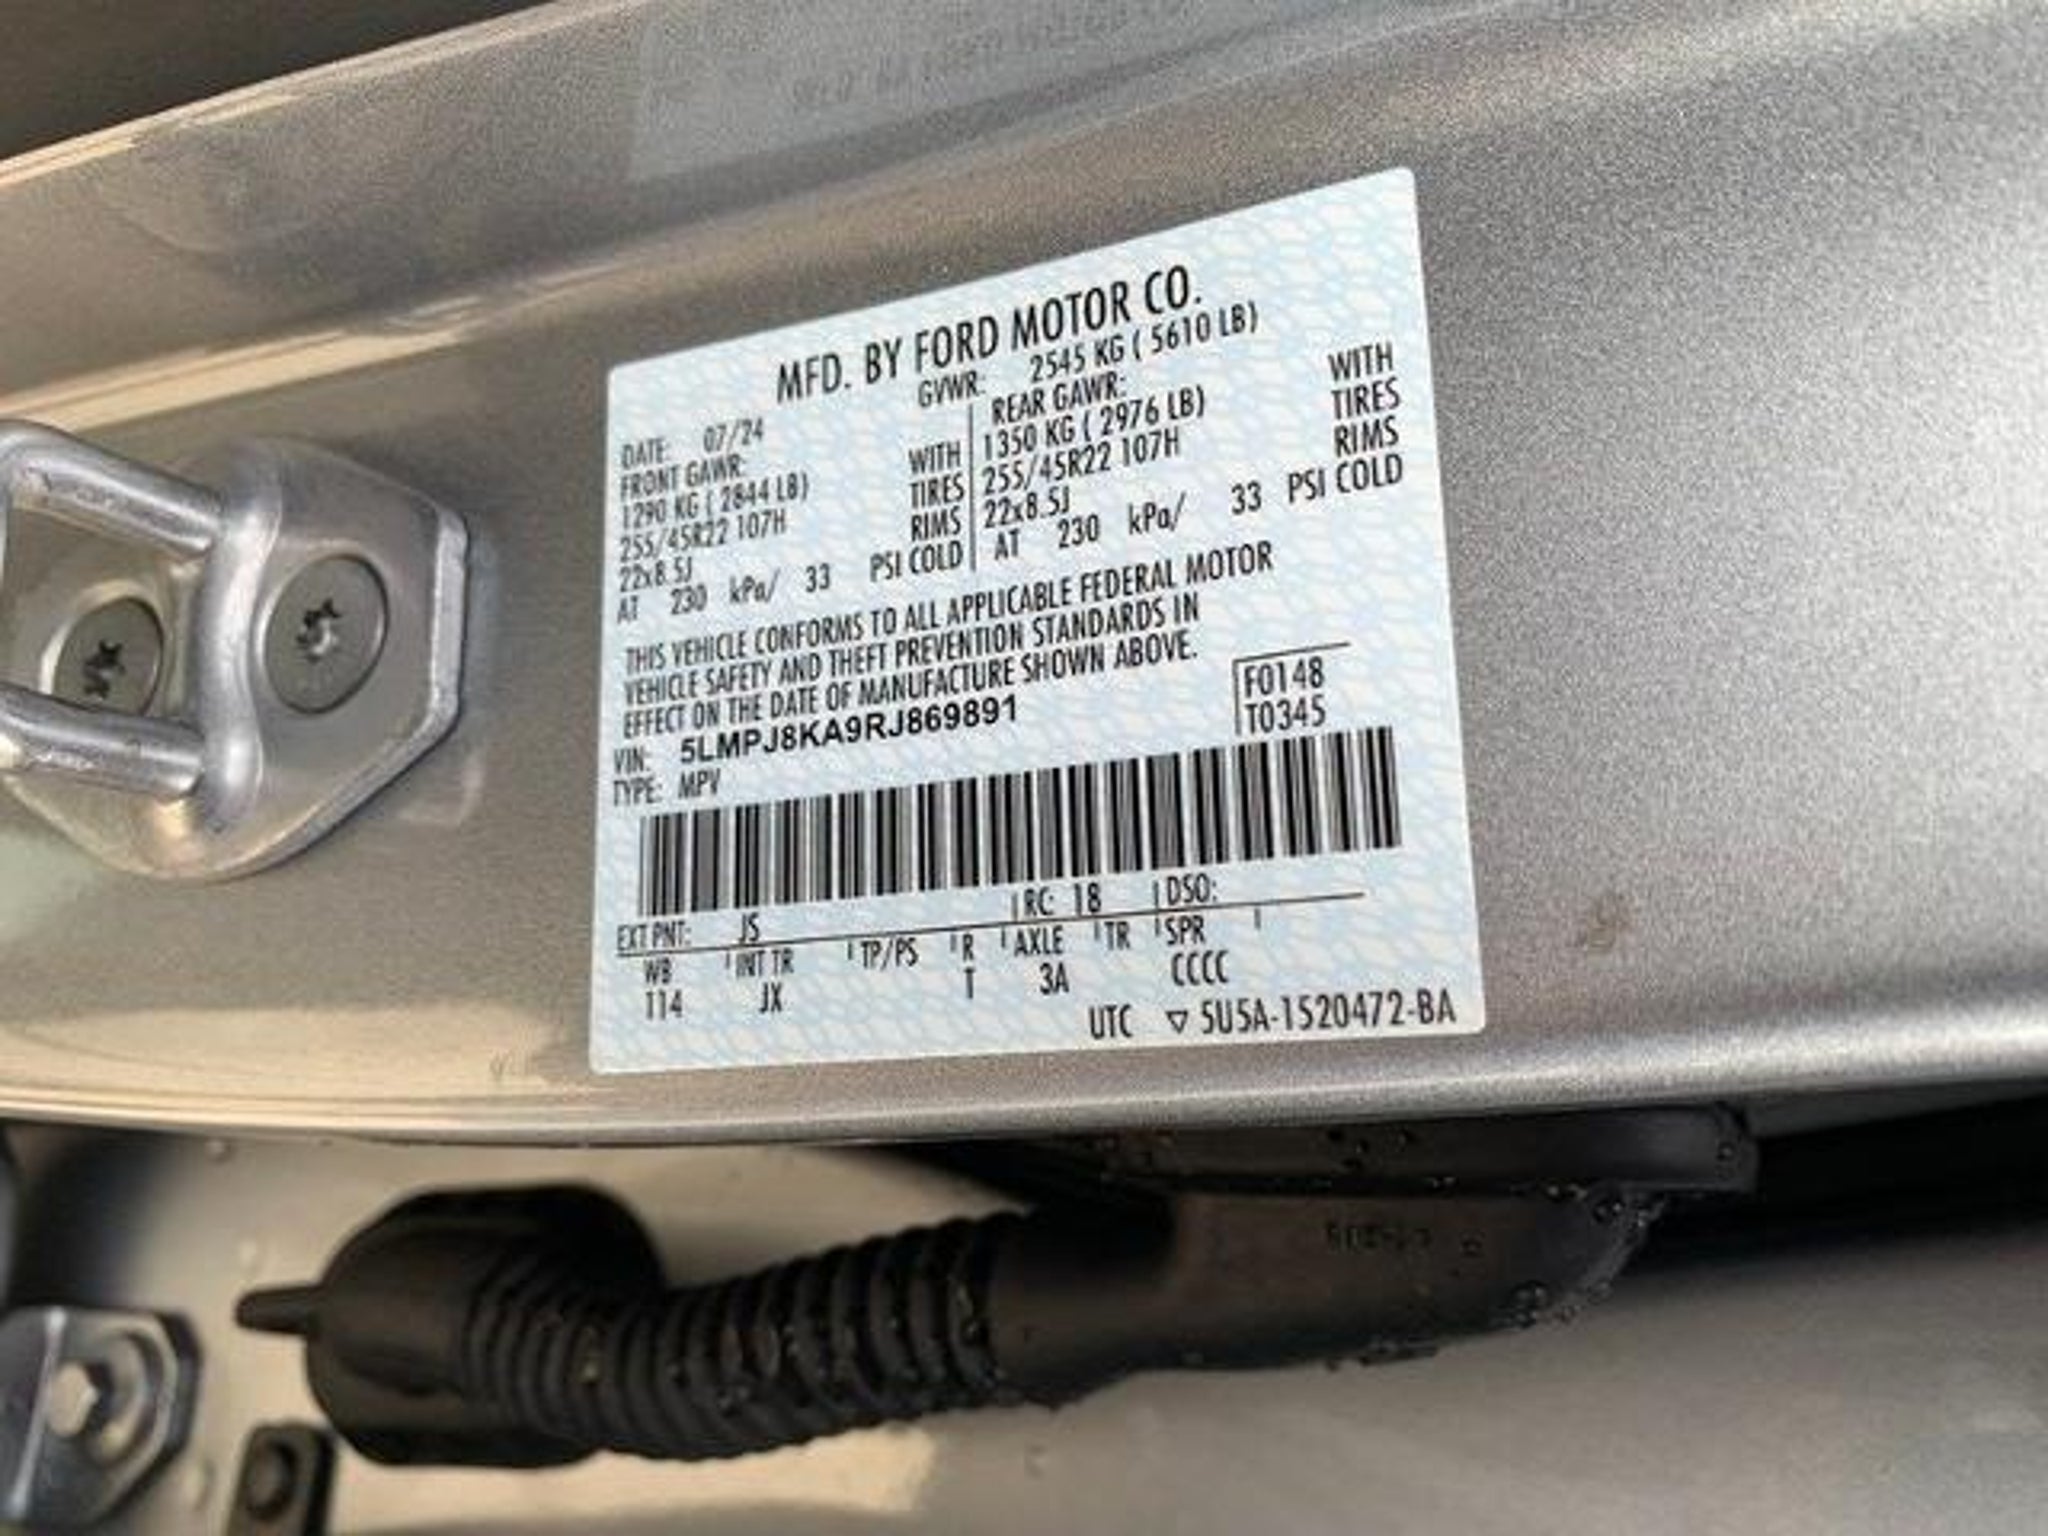 MFD. BY FORD MOTOR CO.
DATE: 07/24 GVWR: 2545 KG ( 5610 LB)
FRONT GAWR: REAR GAWR:
1290 KG ( 2844 LB) WITH 1350 KG ( 2976 LB) WITH
255/45R22 107H TIRES 255/45R22 107H TIRES
22x8.5J RIMS 22x8.5J RIMS
AT 230 kPa/ 33 PSI COLD AT 230 kPa/ 33 PSI COLD
THIS VEHICLE CONFORMS TO ALL APPLICABLE FEDERAL MOTOR
VEHICLE SAFETY AND THEFT PREVENTION STANDARDS IN
EFFECT ON THE DATE OF MANUFACTURE SHOWN ABOVE.
VIN: 5LMPJ8KA9RJ869891 F0148
TYPE: MPV T0345
EXT PNT: JS RC: 18 DSO:
WB INT TR TP/PS R AXLE TR SPR
114 JX T 3A CCCC
UTC ▽ 5U5A-1520472-BA